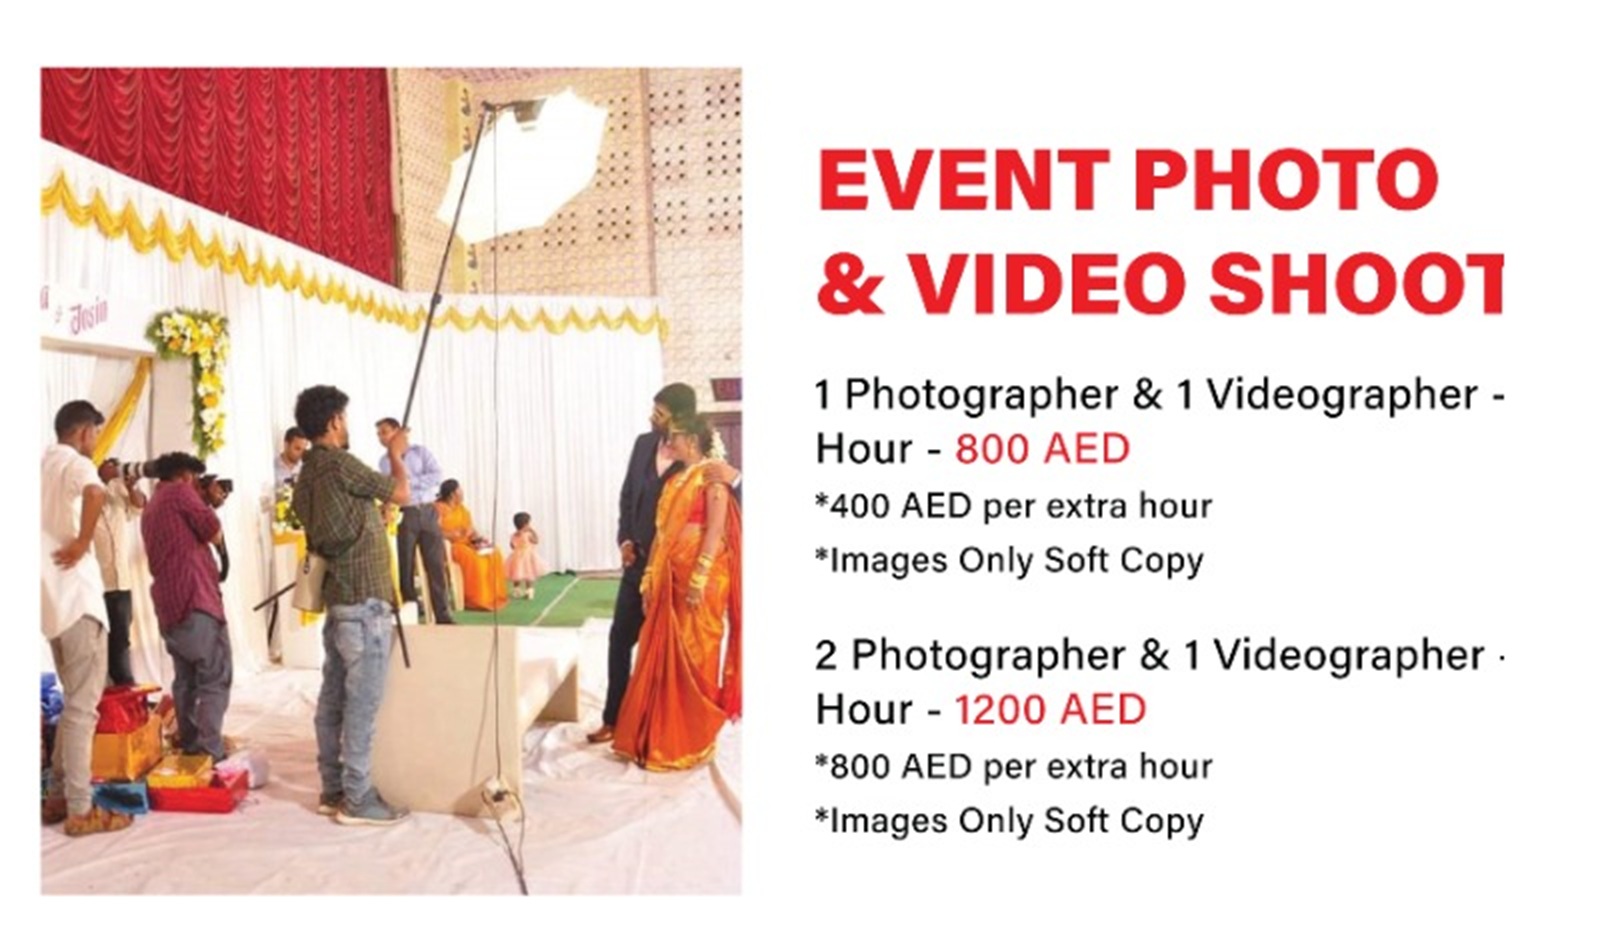 EVENT PHOTO
& VIDEO SHOOT
1 Photographer & 1 Videographer -
Hour - 800 AED
*400 AED per extra hour
*Images Only Soft Copy
2 Photographer & 1 Videographer -
Hour - 1200 AED
*800 AED per extra hour
*Images Only Soft Copy
Josin